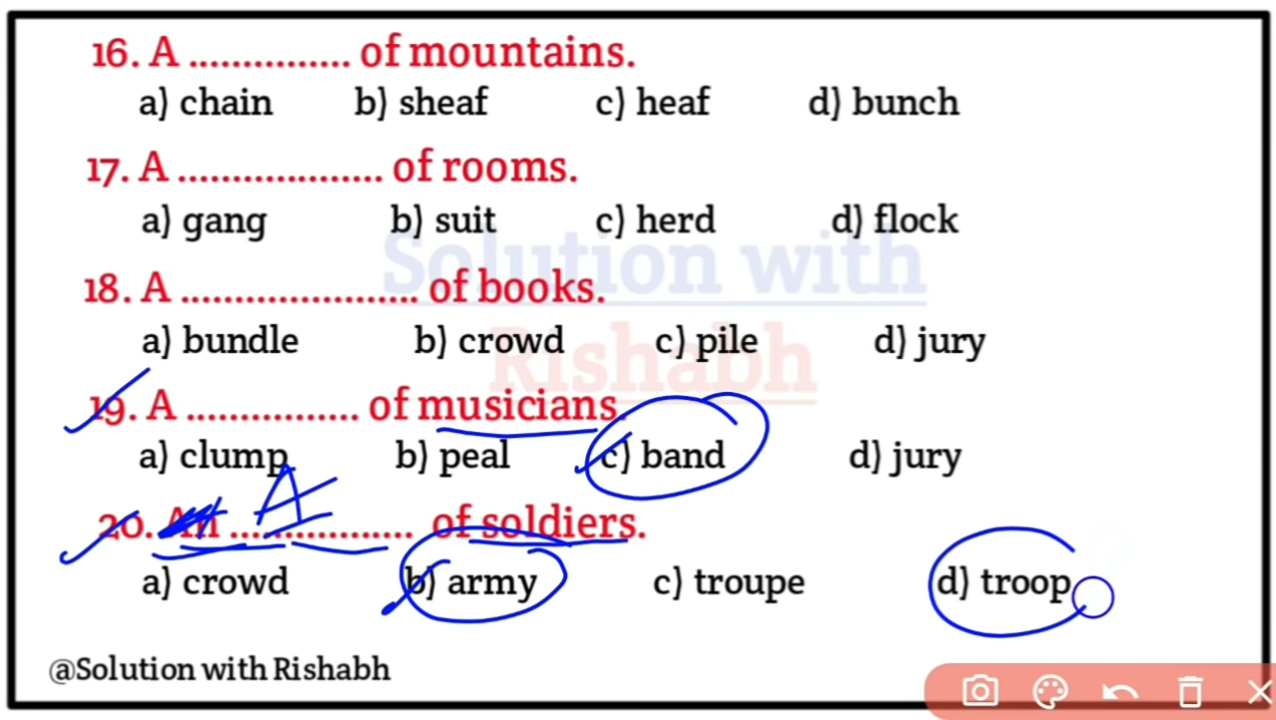 16. A ............... of mountains.
a) chain b) sheaf c) heaf d) bunch
17. A ................... of rooms.
a) gang b) suit c) herd d) flock
Solution with
18. A ...................... of books.
a) bundle b) crowd c) pile d) jury
Rishabh
19. A ................ of musicians.
a) clump b) peal c) band d) jury
A
20. An ................. of soldiers.
a) crowd b) army c) troupe d) troop
@Solution with Rishabh